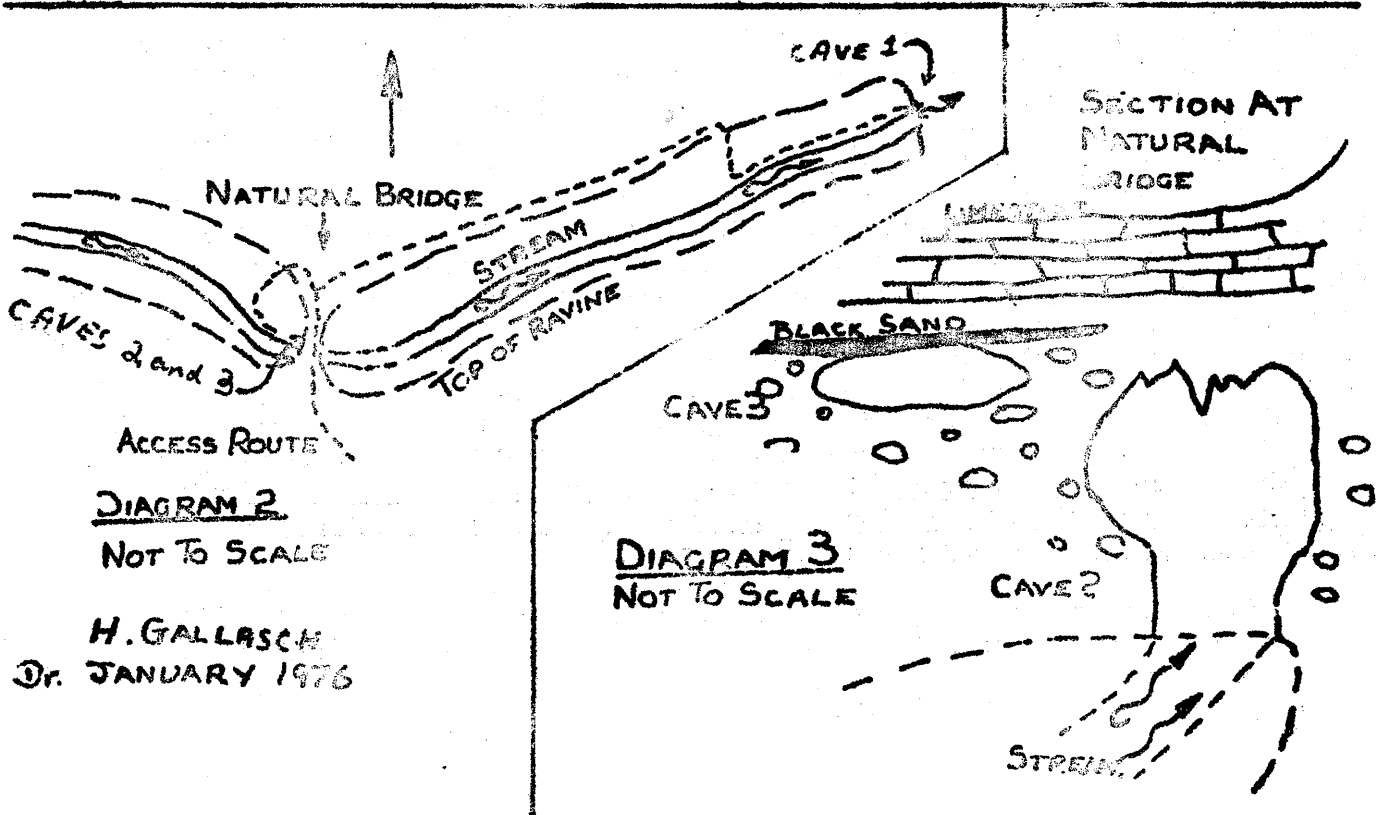 CAVE 1
NATURAL BRIDGE
STREAM
TOP OF RAVINE
CAVES 2 and 3
ACCESS ROUTE
DIAGRAM 2
NOT TO SCALE
H. GALLASCH
Dr. JANUARY 1976
SECTION AT
NATURAL
BRIDGE
LIMESTONE
BLACK SAND
CAVE 3
DIAGRAM 3
NOT TO SCALE
CAVE 2
STREAM